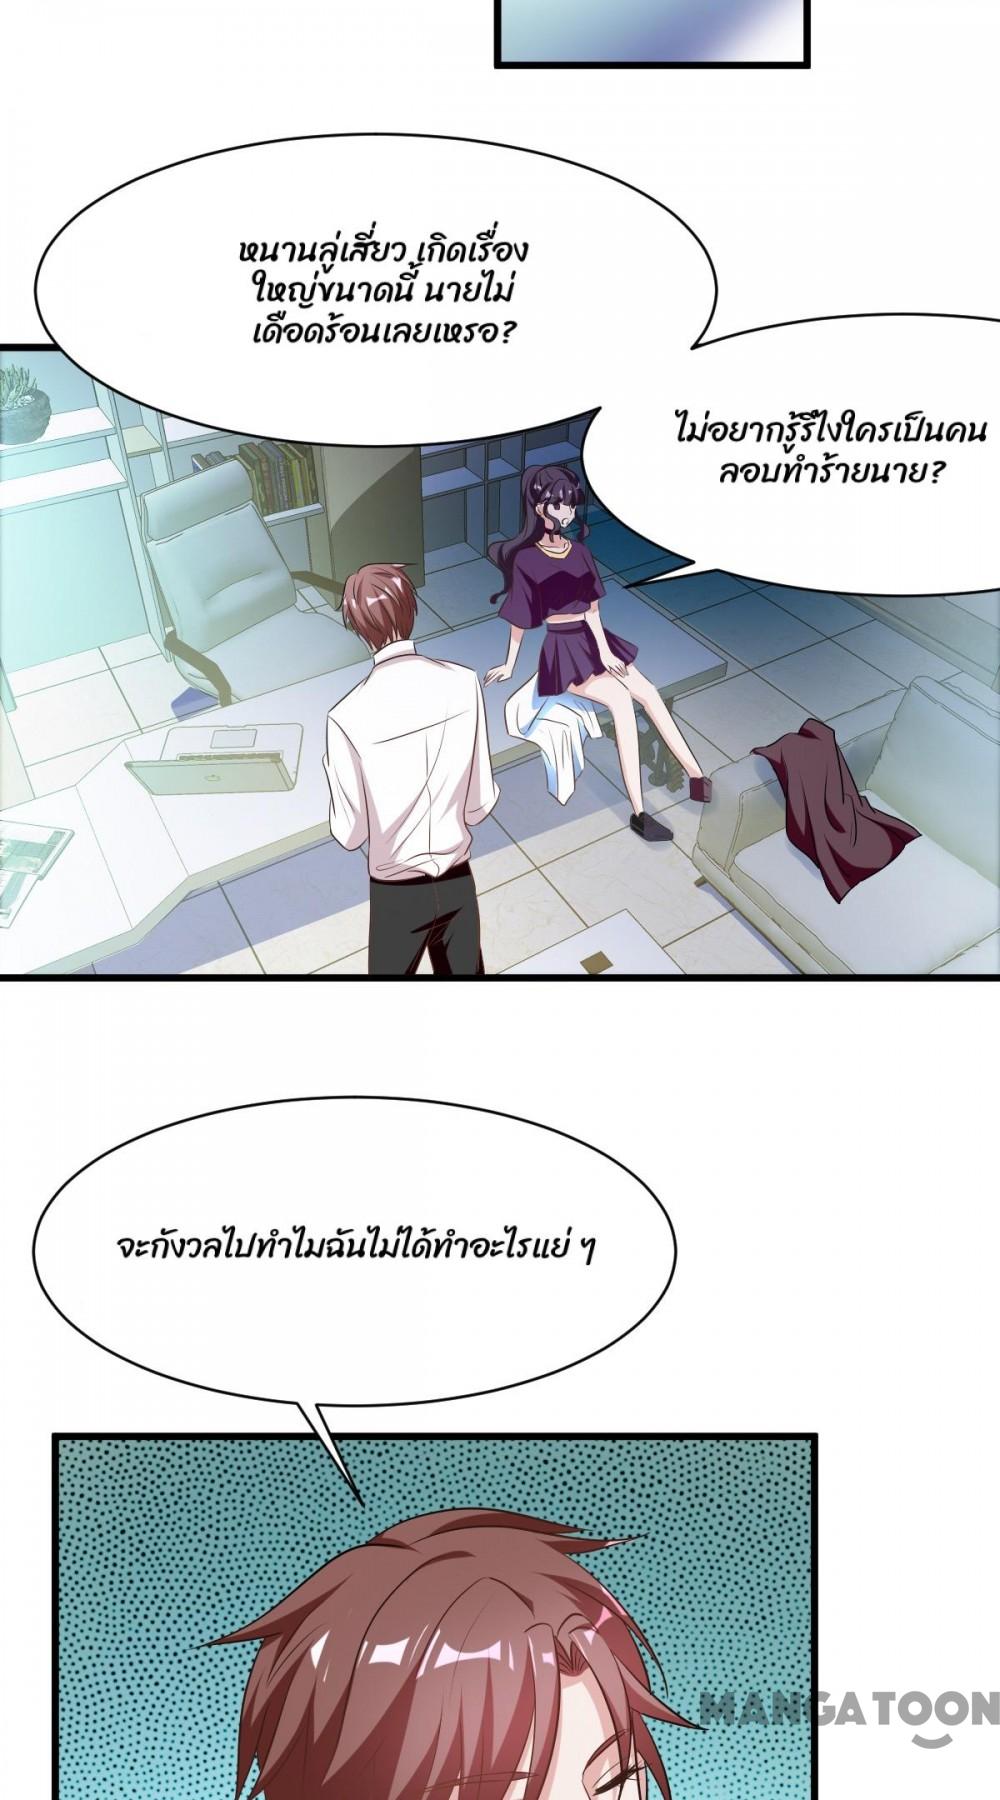 หนานลู่เสี่ยว เกิดเรื่อง
ใหญ่ขนาดนี้ นายไม่
เดือดร้อนเลยเหรอ?
ไม่อยากรู้รึไงใครเป็นคน
ลอบทำร้ายนาย?
จะกังวลไปทำไมฉันไม่ได้ทำอะไรแย่ ๆ
MANGATOON